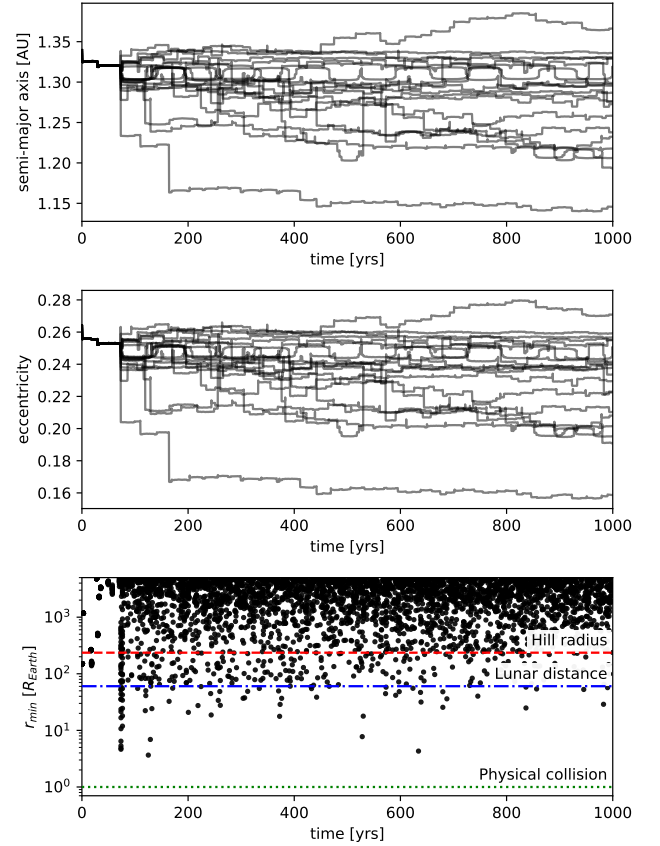 1.35
1.30
1.25
1.20
1.15
semi-major axis [AU]
0 200 400 600 800 1000
time [yrs]
0.28
0.26
0.24
0.22
0.20
0.18
0.16
eccentricity
0 200 400 600 800 1000
time [yrs]
10³
10²
10¹
10⁰
r_min [R_Earth]
Hill radius
Lunar distance
Physical collision
0 200 400 600 800 1000
time [yrs]